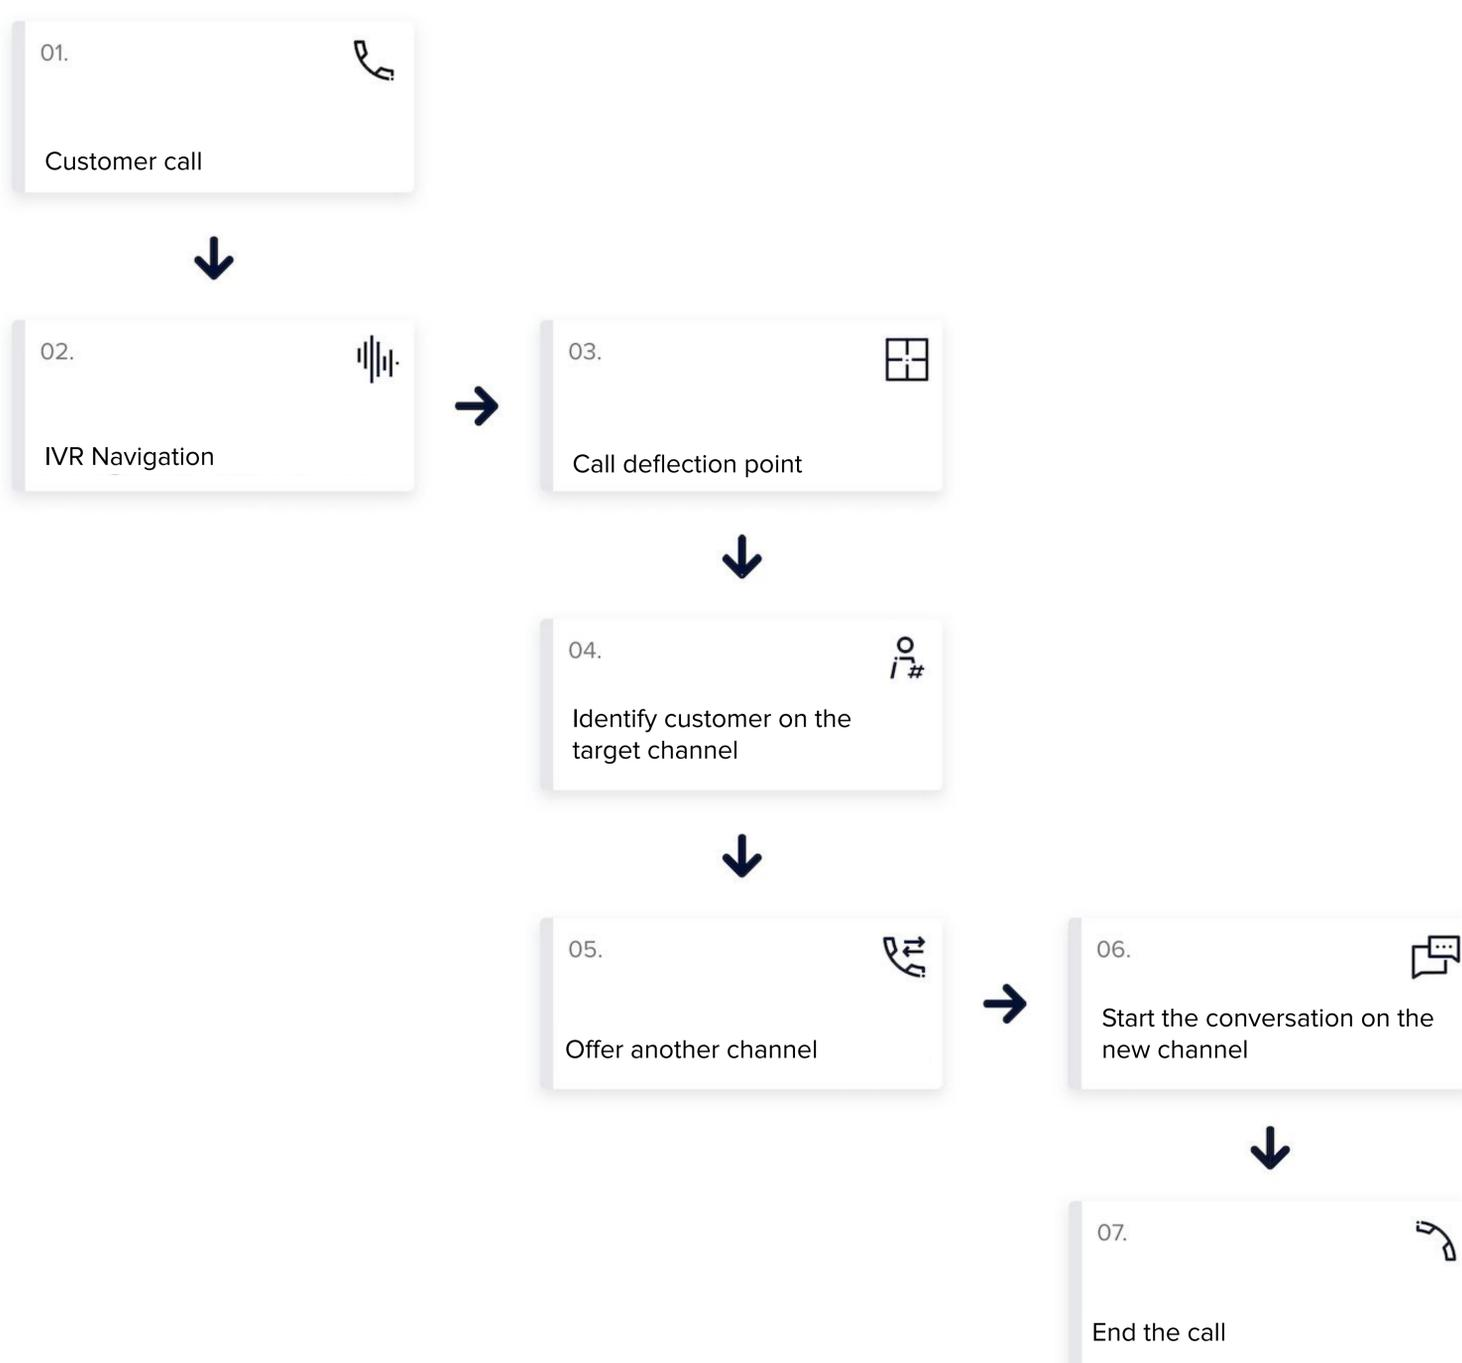 01.
Customer call
02.
IVR Navigation
03.
Call deflection point
04.
Identify customer on the
target channel
05.
Offer another channel
06.
Start the conversation on the
new channel
07.
End the call